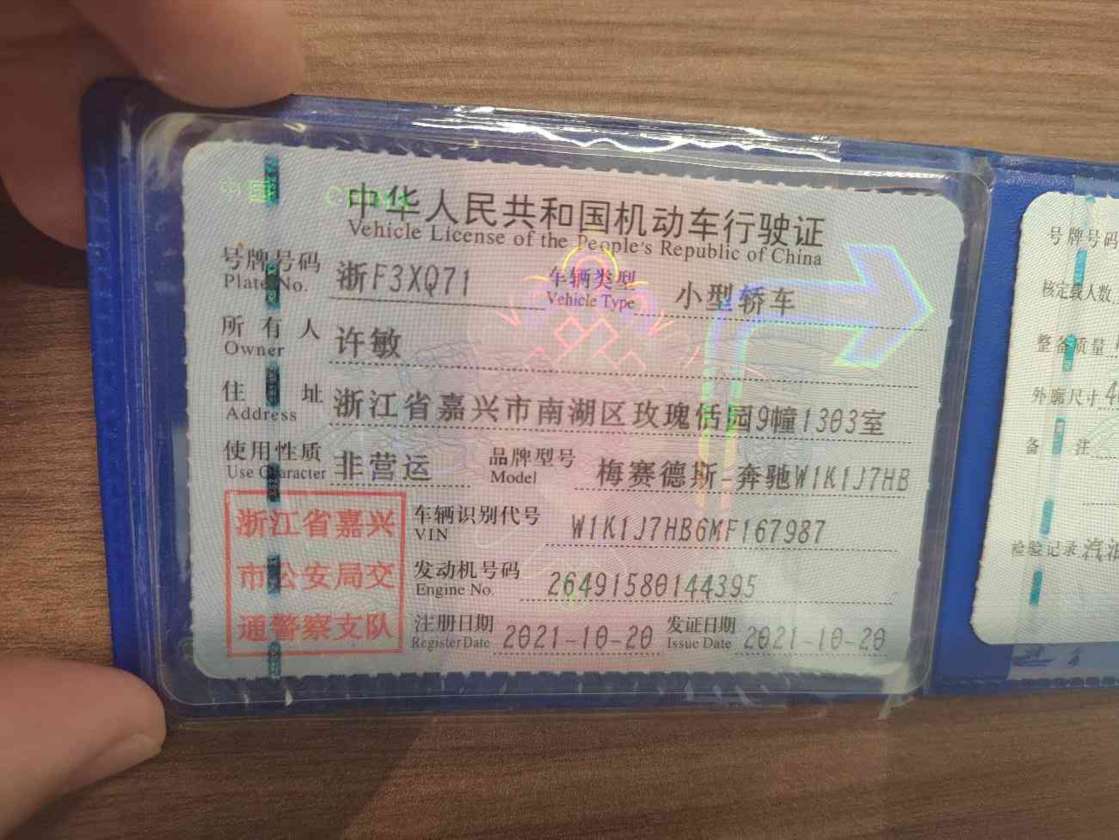 中国 CHINA
中华人民共和国机动车行驶证
Vehicle License of the People's Republic of China
号牌号码 浙F3XQ71 车辆类型 小型轿车
Plate No. Vehicle Type
所有人 许敏
Owner
住址 浙江省嘉兴市南湖区玫瑰恬园9幢1303室
Address
使用性质 非营运 品牌型号 梅赛德斯-奔驰W1K1J7HB
Use Character Model
浙江省嘉兴
市公安局交
通警察支队
车辆识别代号 W1K1J7HB6MF167987
VIN
发动机号码 26491580144395
Engine No.
注册日期 2021-10-20 发证日期 2021-10-20
Register Date Issue Date
号牌号码
核定载人数
整备质量
外廓尺寸
备注
检验记录